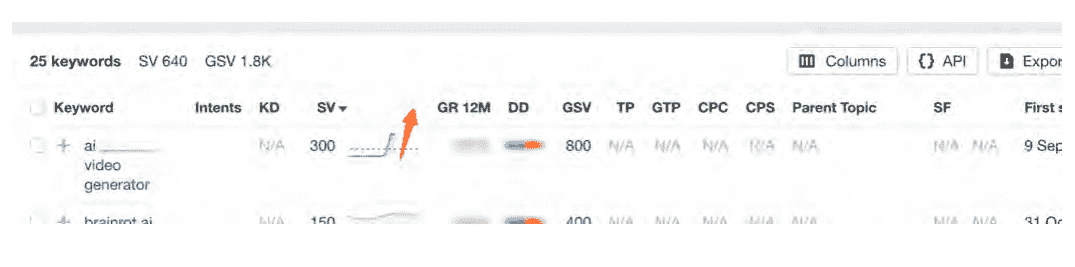 25 keywords SV 640 GSV 1.8K Columns {} API Expor
Keyword Intents KD SV GR 12M DD GSV TP GTP CPC CPS Parent Topic SF First s
ai N/A 300 800 N/A N/A N/A N/A N/A N/A N/A 9 Sep
video
generator
brainrot ai N/A 150 400 N/A N/A N/A N/A N/A N/A N/A 31 Oc